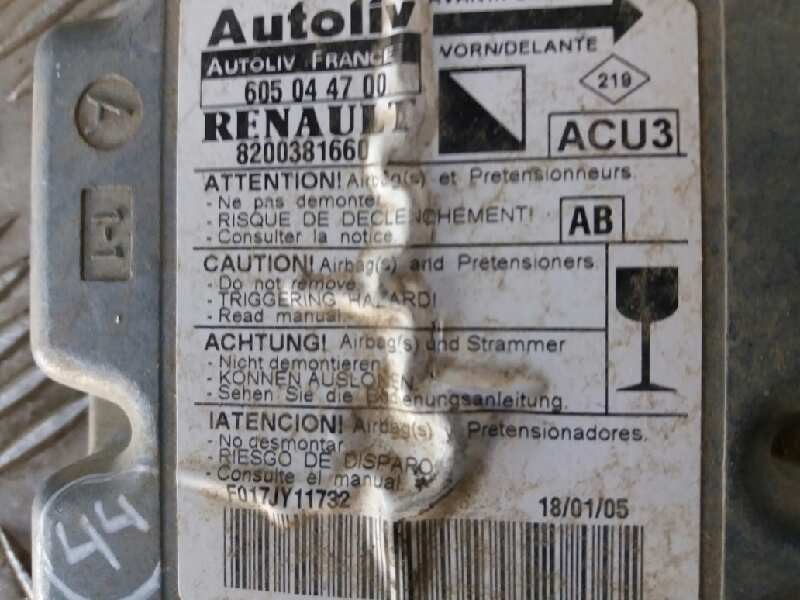 Autoliv
AUTOLIV FRANCE
605 04 47 00
VORN/DELANTE
219
RENAULT
8200381660
ACU3
ATTENTION! Airbag(s) et Pretensionneurs.
- Ne pas demonter
- RISQUE DE DECLENCHEMENT!
- Consulter la notice
AB
CAUTION! Airbag(s) and Pretensioners.
- Do not remove
- TRIGGERING HAZARD!
- Read manual
ACHTUNG! Airbag(s) und Strammer
- Nicht demontieren
- KONNEN AUSLONEN
- Sehen Sie die Bedienungsanleitung.
!ATENCION! Airbag(s) Pretensionadores.
- No desmontar
- RIESGO DE DISPARO
- Consulte el manual
F017JY11732
18/01/05
44